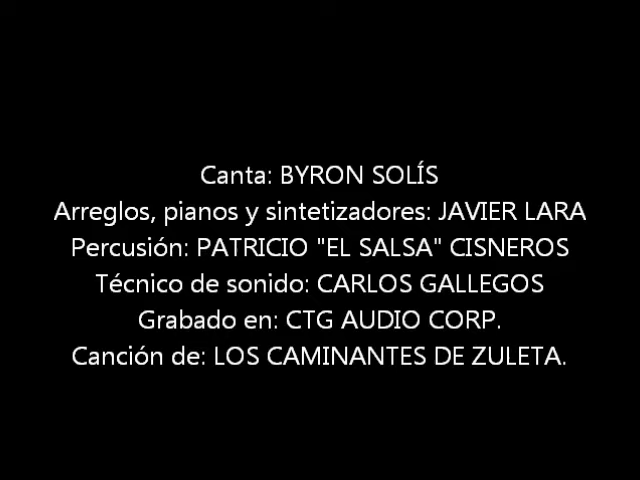 Canta: BYRON SOLÍS
Arreglos, pianos y sintetizadores: JAVIER LARA
Percusión: PATRICIO "EL SALSA" CISNEROS
Técnico de sonido: CARLOS GALLEGOS
Grabado en: CTG AUDIO CORP.
Canción de: LOS CAMINANTES DE ZULETA.